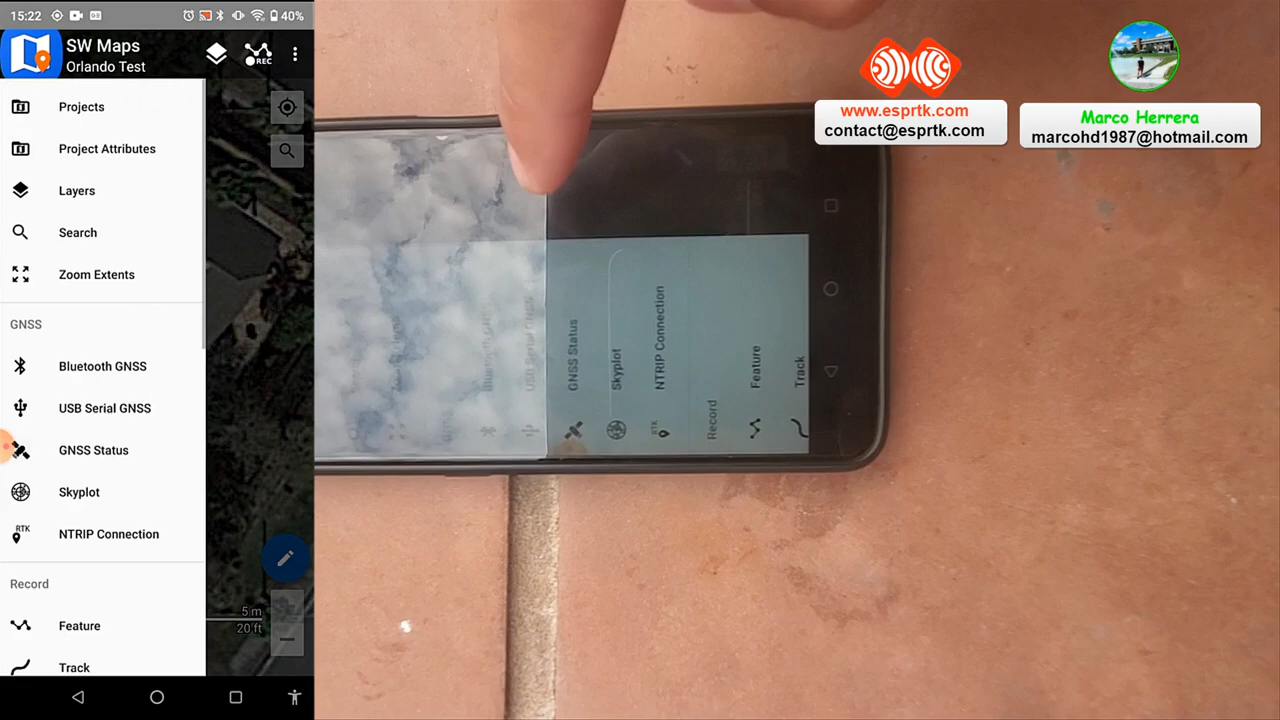 15:22
40%
SW Maps
Orlando Test
REC
Projects
Project Attributes
Layers
Search
Zoom Extents
GNSS
Bluetooth GNSS
USB Serial GNSS
GNSS Status
Skyplot
RTK
NTRIP Connection
Record
Feature
Track
5 m
20 ft
GNSS Status
Skyplot
RTK
NTRIP Connection
Record
Feature
Track
www.esprtk.com
contact@esprtk.com
Marco Herrera
marcohd1987@hotmail.com